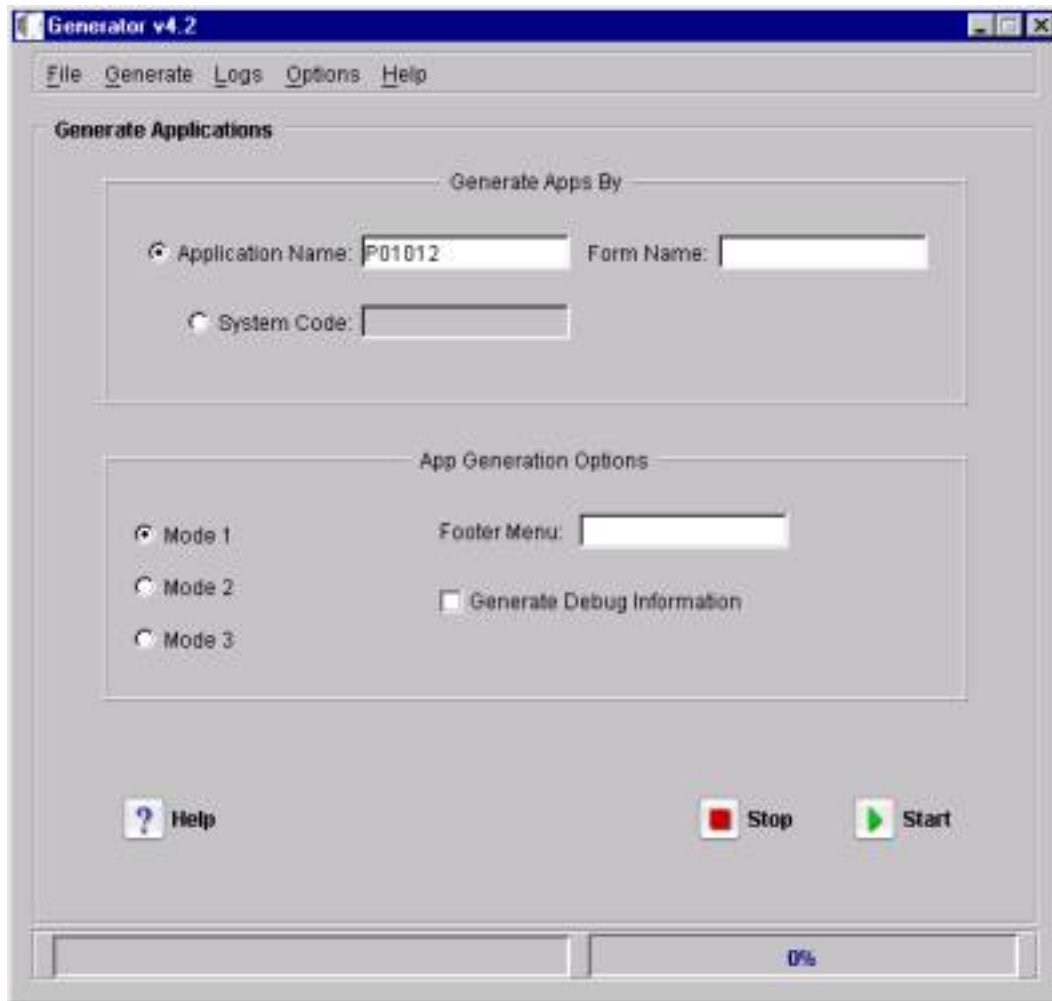 Generator v4.2
File Generate Logs Options Help
Generate Applications
Generate Apps By
Application Name: P01012 Form Name:
System Code:
App Generation Options
Mode 1 Footer Menu:
Mode 2 Generate Debug Information
Mode 3
? Help Stop Start
0%